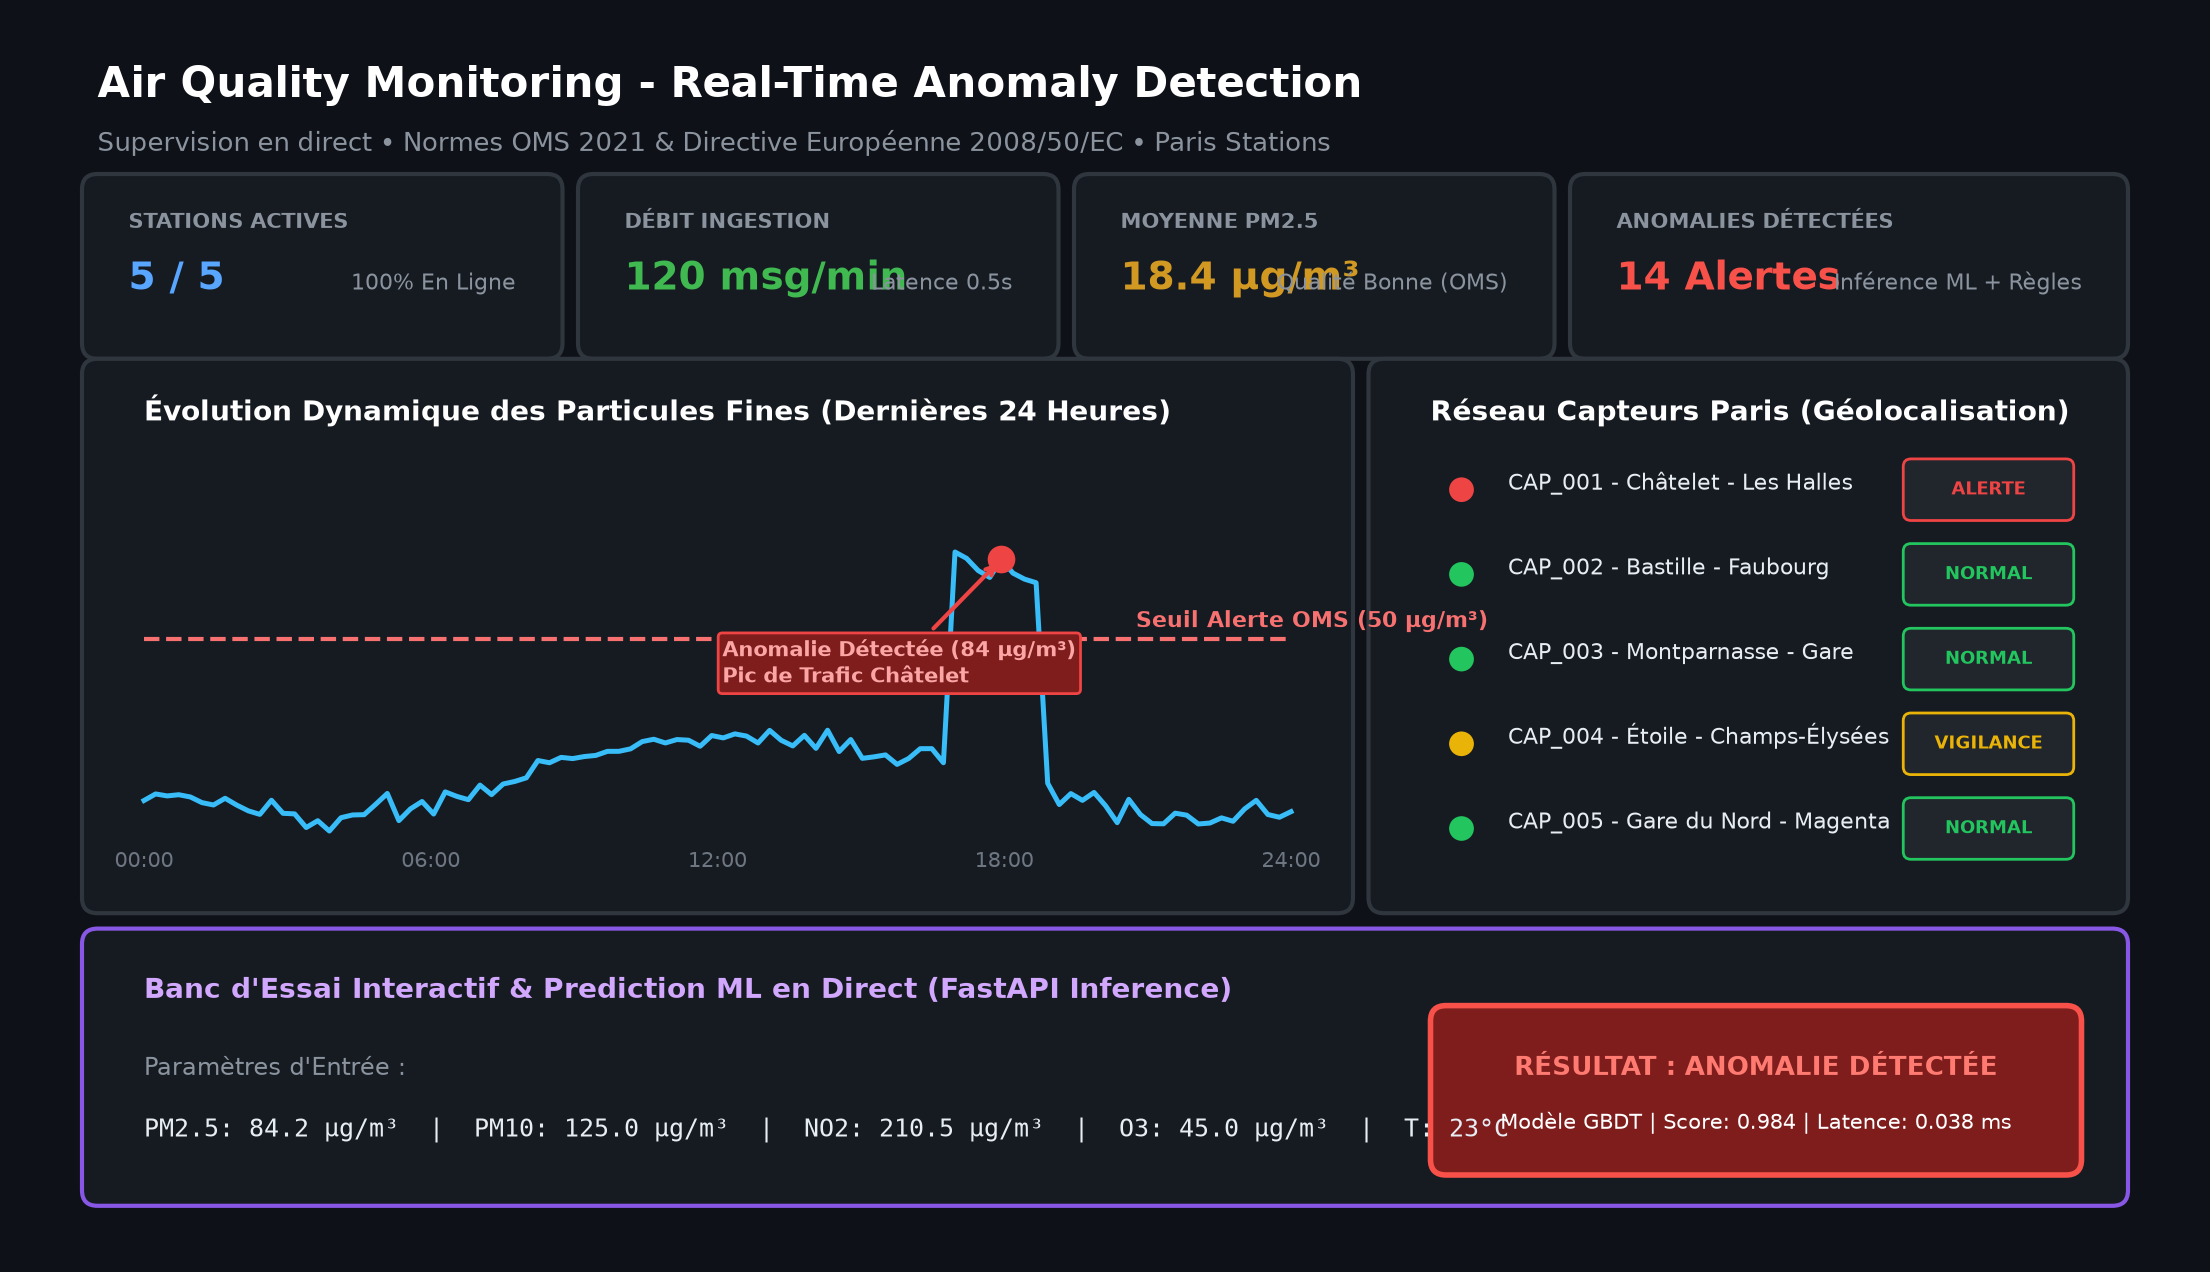 Air Quality Monitoring - Real-Time Anomaly Detection
Supervision en direct • Normes OMS 2021 & Directive Européenne 2008/50/EC • Paris Stations
STATIONS ACTIVES
5 / 5
100% En Ligne
DÉBIT INGESTION
120 msg/min
Latence 0.5s
MOYENNE PM2.5
18.4 µg/m³
Qualité Bonne (OMS)
ANOMALIES DÉTECTÉES
14 Alertes
Inférence ML + Règles
Évolution Dynamique des Particules Fines (Dernières 24 Heures)
Seuil Alerte OMS (50 µg/m³)
Anomalie Détectée (84 µg/m³)
Pic de Trafic Châtelet
00:00 06:00 12:00 18:00 24:00
Réseau Capteurs Paris (Géolocalisation)
CAP_001 - Châtelet - Les Halles ALERTE
CAP_002 - Bastille - Faubourg NORMAL
CAP_003 - Montparnasse - Gare NORMAL
CAP_004 - Étoile - Champs-Élysées VIGILANCE
CAP_005 - Gare du Nord - Magenta NORMAL
Banc d'Essai Interactif & Prediction ML en Direct (FastAPI Inference)
Paramètres d'Entrée :
PM2.5: 84.2 µg/m³ | PM10: 125.0 µg/m³ | NO2: 210.5 µg/m³ | O3: 45.0 µg/m³ | T: 23°C
RÉSULTAT : ANOMALIE DÉTECTÉE
Modèle GBDT | Score: 0.984 | Latence: 0.038 ms